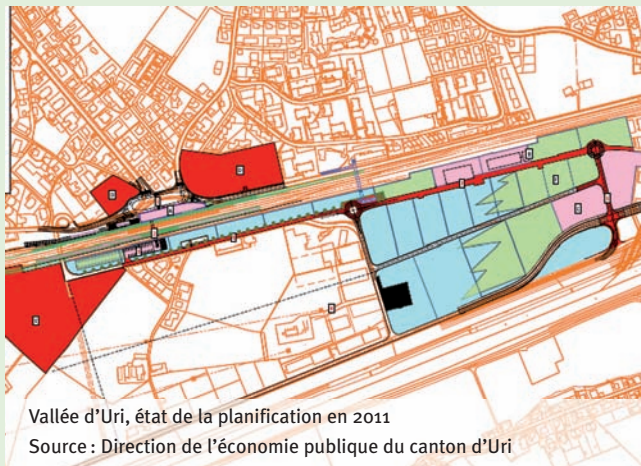 Vallée d’Uri, état de la planification en 2011
Source : Direction de l’économie publique du canton d’Uri